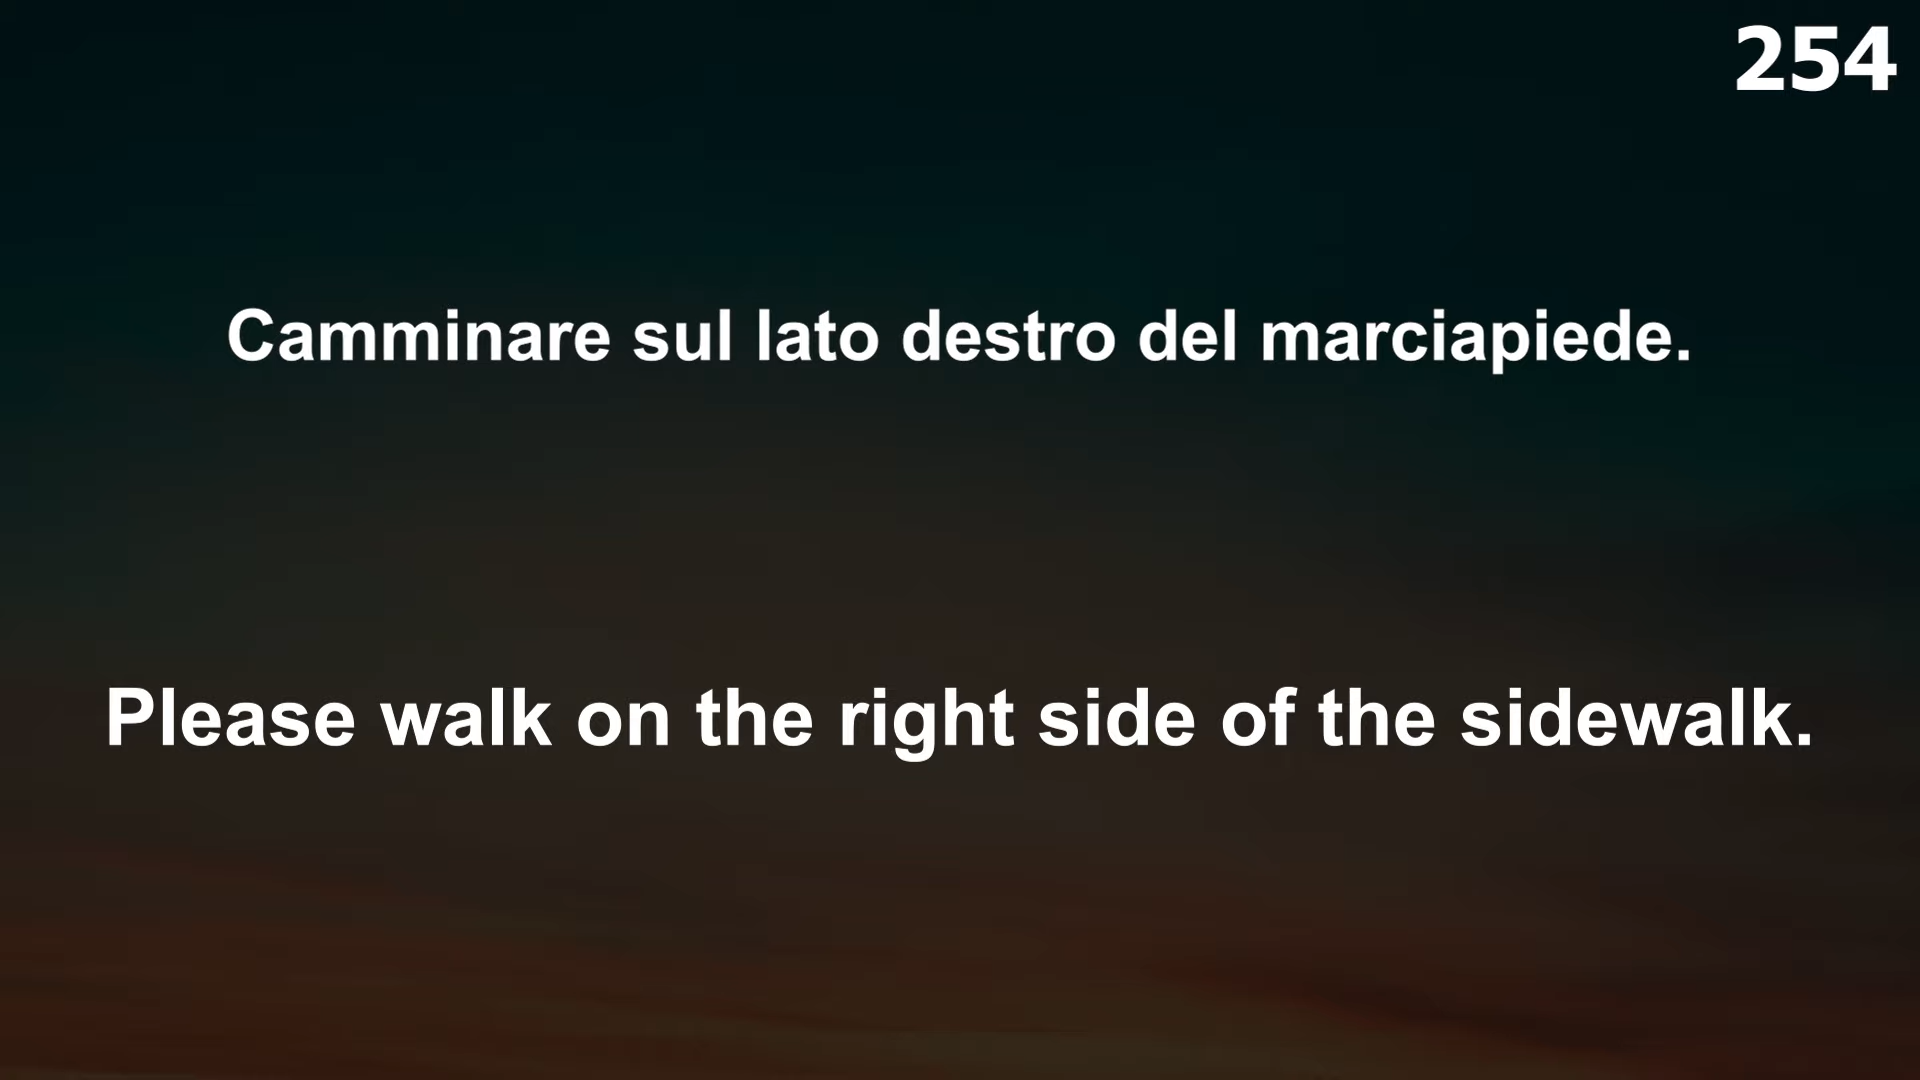 254
Camminare sul lato destro del marciapiede.
Please walk on the right side of the sidewalk.